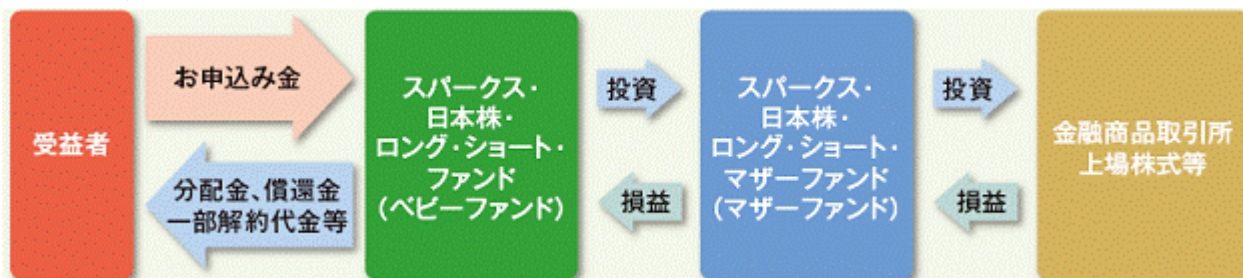 受益者
お申込み金
分配金、償還金
一部解約代金等
スパークス・
日本株・
ロング・ショート・
ファンド
（ベビーファンド）
投資
損益
スパークス・
日本株・
ロング・ショート・
マザーファンド
（マザーファンド）
投資
損益
金融商品取引所
上場株式等